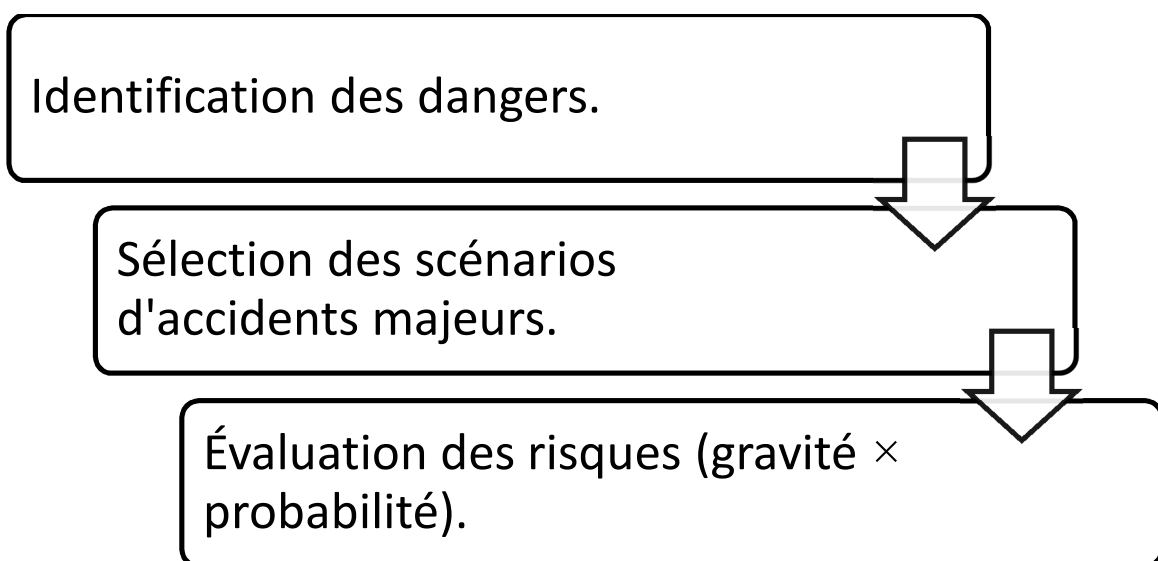 Identification des dangers.
Sélection des scénarios
d'accidents majeurs.
Évaluation des risques (gravité ×
probabilité).